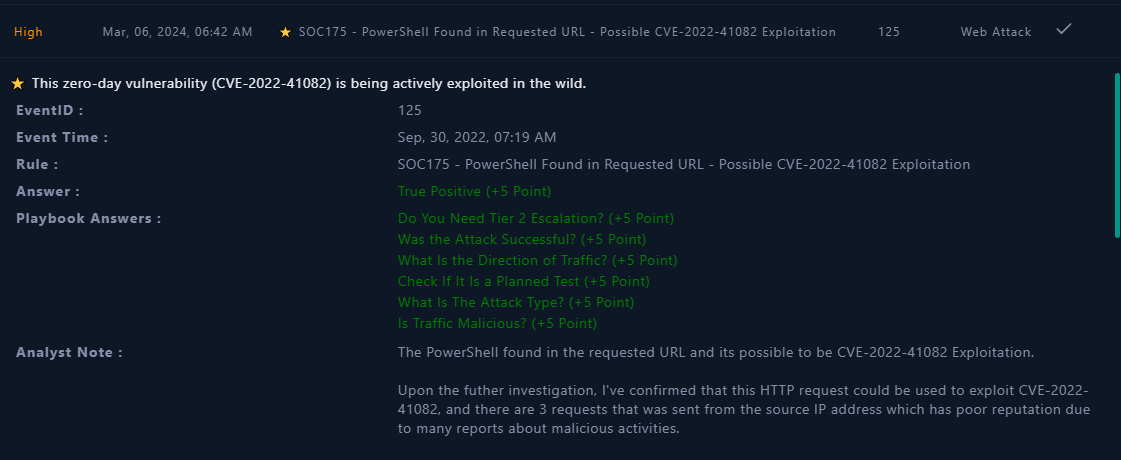 High Mar, 06, 2024, 06:42 AM SOC175 - PowerShell Found in Requested URL - Possible CVE-2022-41082 Exploitation 125 Web Attack
This zero-day vulnerability (CVE-2022-41082) is being actively exploited in the wild.
EventID : 125
Event Time : Sep, 30, 2022, 07:19 AM
Rule : SOC175 - PowerShell Found in Requested URL - Possible CVE-2022-41082 Exploitation
Answer : True Positive (+5 Point)
Playbook Answers : Do You Need Tier 2 Escalation? (+5 Point)
Was the Attack Successful? (+5 Point)
What Is the Direction of Traffic? (+5 Point)
Check If It Is a Planned Test (+5 Point)
What Is The Attack Type? (+5 Point)
Is Traffic Malicious? (+5 Point)
Analyst Note : The PowerShell found in the requested URL and its possible to be CVE-2022-41082 Exploitation.
Upon the futher investigation, I've confirmed that this HTTP request could be used to exploit CVE-2022-
41082, and there are 3 requests that was sent from the source IP address which has poor reputation due
to many reports about malicious activities.